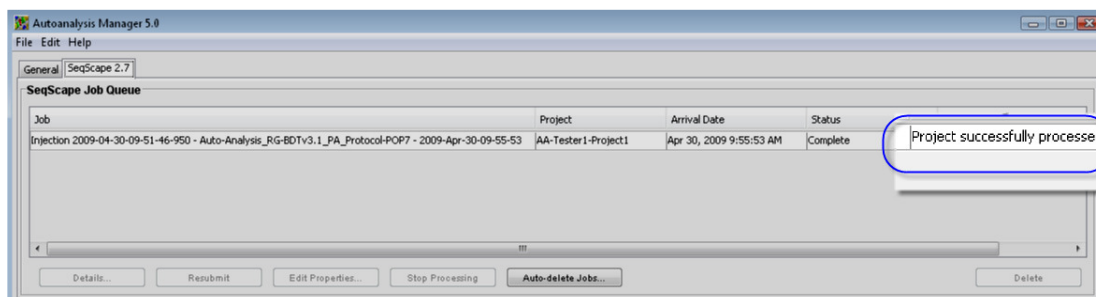 Autoanalysis Manager 5.0
File Edit Help
General SeqScape 2.7
SeqScape Job Queue
Job Project Arrival Date Status
Injection 2009-04-30-09-51-46-950 - Auto-Analysis_RG-BDTv3.1_PA_Protocol-POP7 - 2009-Apr-30-09-55-53 AA-Tester1-Project1 Apr 30, 2009 9:55:53 AM Complete Project successfully processe
Details... Resubmit Edit Properties... Stop Processing Auto-delete Jobs... Delete